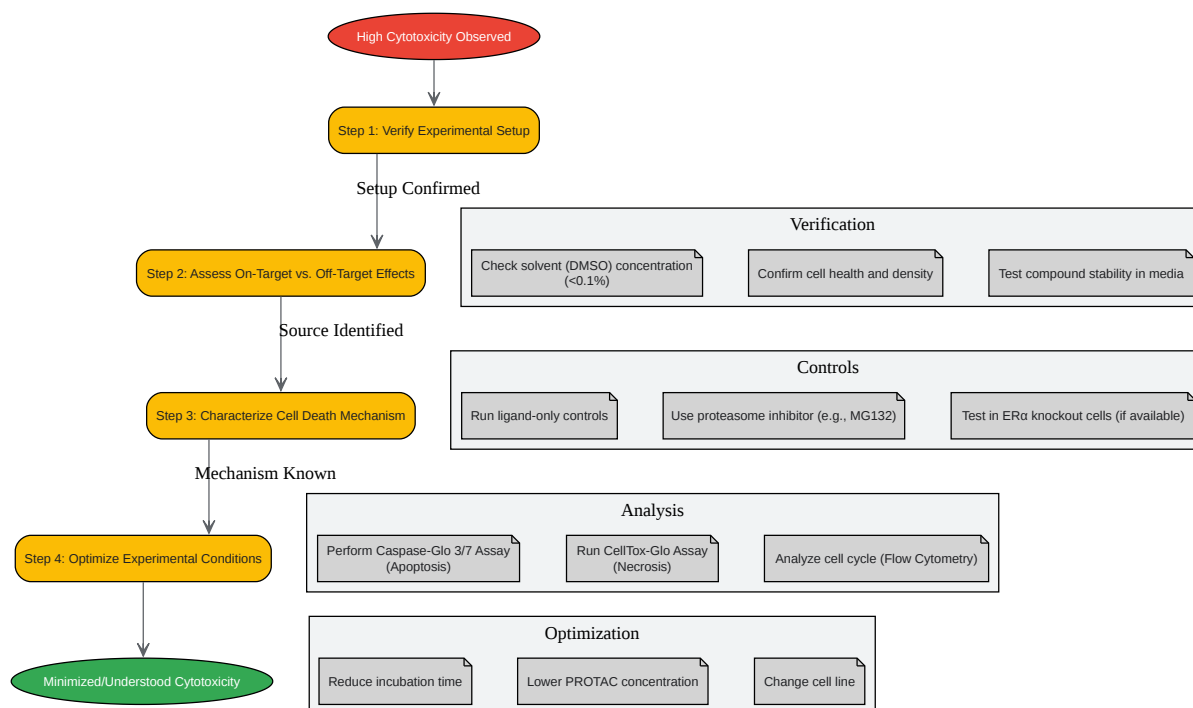 High Cytotoxicity Observed
Step 1: Verify Experimental Setup
Setup Confirmed
Verification
Check solvent (DMSO) concentration
(<0.1%)
Confirm cell health and density
Test compound stability in media
Step 2: Assess On-Target vs. Off-Target Effects
Source Identified
Controls
Run ligand-only controls
Use proteasome inhibitor (e.g., MG132)
Test in ERα knockout cells (if available)
Step 3: Characterize Cell Death Mechanism
Mechanism Known
Analysis
Perform Caspase-Glo 3/7 Assay
(Apoptosis)
Run CellTox-Glo Assay
(Necrosis)
Analyze cell cycle (Flow Cytometry)
Step 4: Optimize Experimental Conditions
Optimization
Reduce incubation time
Lower PROTAC concentration
Change cell line
Minimized/Understood Cytotoxicity